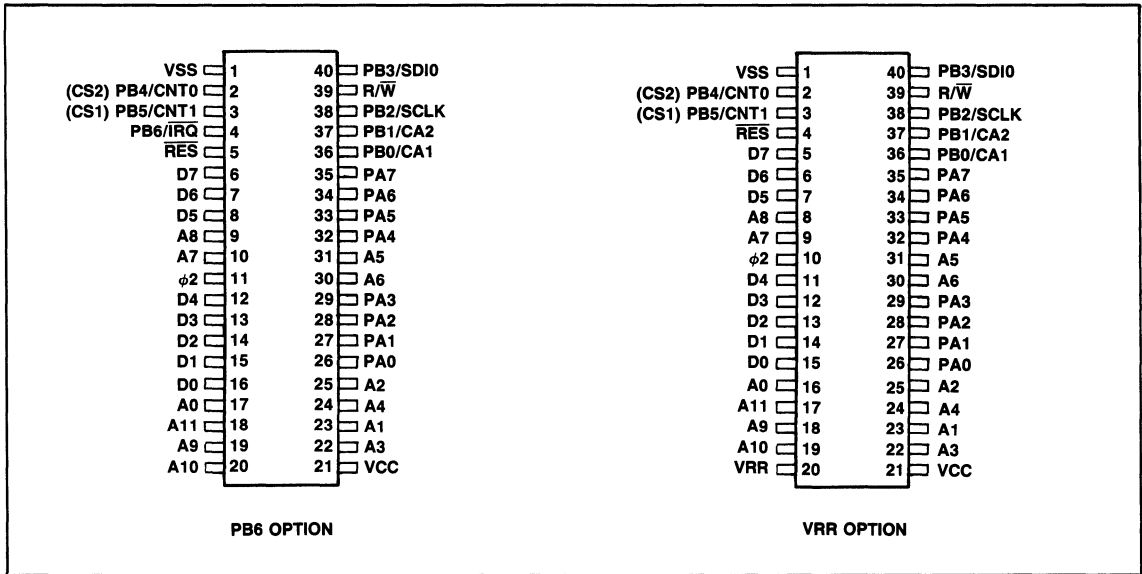 VSS 1 40 PB3/SDI0
(CS2) PB4/CNT0 2 39 R/W̅
(CS1) PB5/CNT1 3 38 PB2/SCLK
PB6/I̅R̅Q̅ 4 37 PB1/CA2
R̅E̅S̅ 5 36 PB0/CA1
D7 6 35 PA7
D6 7 34 PA6
D5 8 33 PA5
A8 9 32 PA4
A7 10 31 A5
ϕ2 11 30 A6
D4 12 29 PA3
D3 13 28 PA2
D2 14 27 PA1
D1 15 26 PA0
D0 16 25 A2
A0 17 24 A4
A11 18 23 A1
A9 19 22 A3
A10 20 21 VCC
PB6 OPTION
VSS 1 40 PB3/SDI0
(CS2) PB4/CNT0 2 39 R/W̅
(CS1) PB5/CNT1 3 38 PB2/SCLK
R̅E̅S̅ 4 37 PB1/CA2
D7 5 36 PB0/CA1
D6 6 35 PA7
D5 7 34 PA6
A8 8 33 PA5
A7 9 32 PA4
ϕ2 10 31 A5
D4 11 30 A6
D3 12 29 PA3
D2 13 28 PA2
D1 14 27 PA1
D0 15 26 PA0
A0 16 25 A2
A11 17 24 A4
A9 18 23 A1
A10 19 22 A3
VRR 20 21 VCC
VRR OPTION